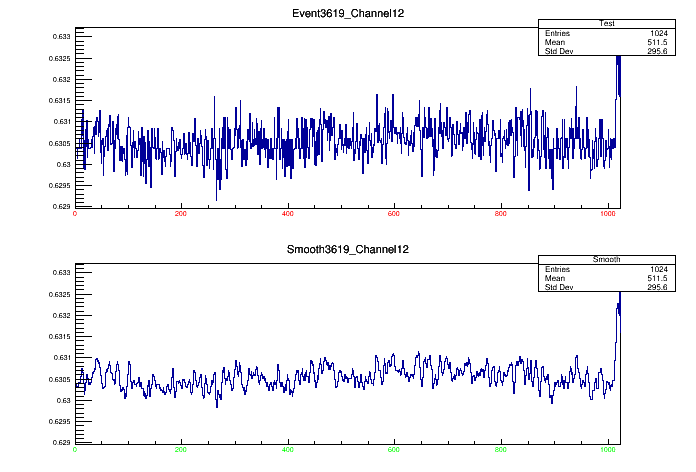 Event3619_Channel12
Test
Entries 1024
Mean 511.5
Std Dev 295.6
0.633
0.6325
0.632
0.6315
0.631
0.6305
0.63
0.6295
0.629
0 200 400 600 800 1000
Smooth3619_Channel12
Smooth
Entries 1024
Mean 511.5
Std Dev 295.6
0.633
0.6325
0.632
0.6315
0.631
0.6305
0.63
0.6295
0.629
0 200 400 600 800 1000